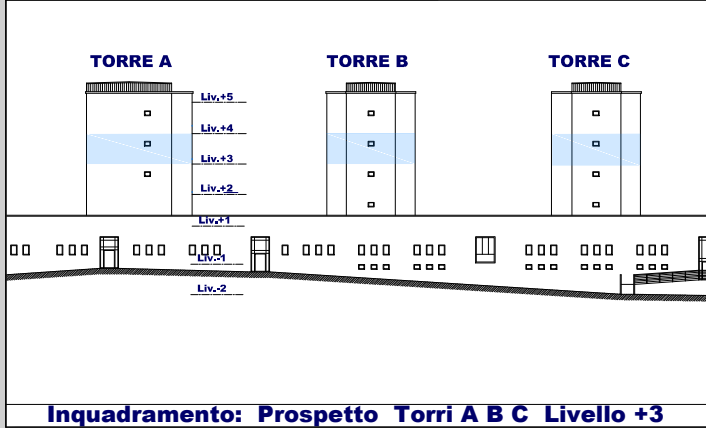 TORRE A TORRE B TORRE C
Liv.+5
Liv.+4
Liv.+3
Liv.+2
Liv.+1
Liv.-1
Liv.-2
Inquadramento: Prospetto Torri A B C Livello +3